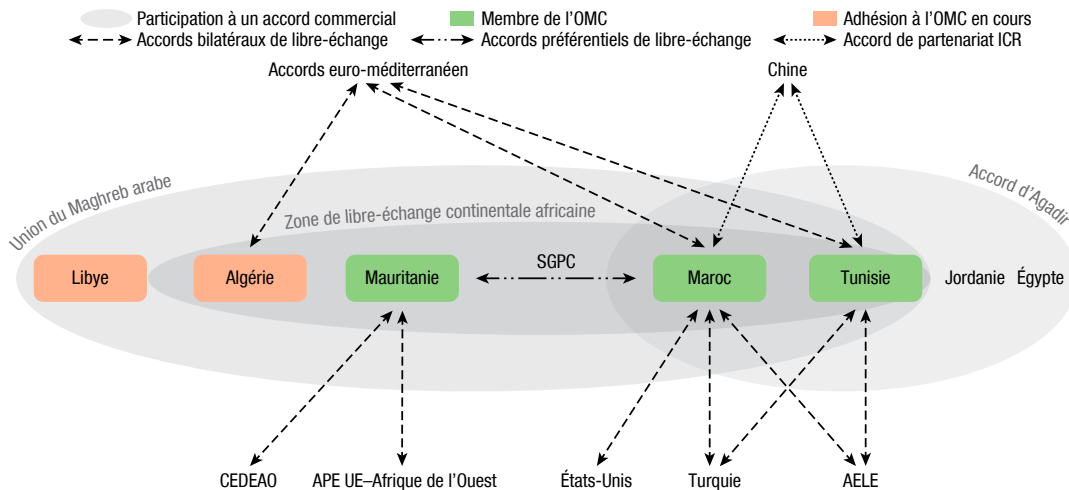 Participation à un accord commercial
Membre de l'OMC
Adhésion à l'OMC en cours
Accords bilatéraux de libre-échange
Accords préférentiels de libre-échange
Accord de partenariat ICR
Accords euro-méditerranéen
Chine
Union du Maghreb arabe
Accord d'Agadir
Zone de libre-échange continentale africaine
SGPC
Libye
Algérie
Mauritanie
Maroc
Tunisie
Jordanie
Égypte
CEDEAO
APE UE–Afrique de l'Ouest
États-Unis
Turquie
AELE